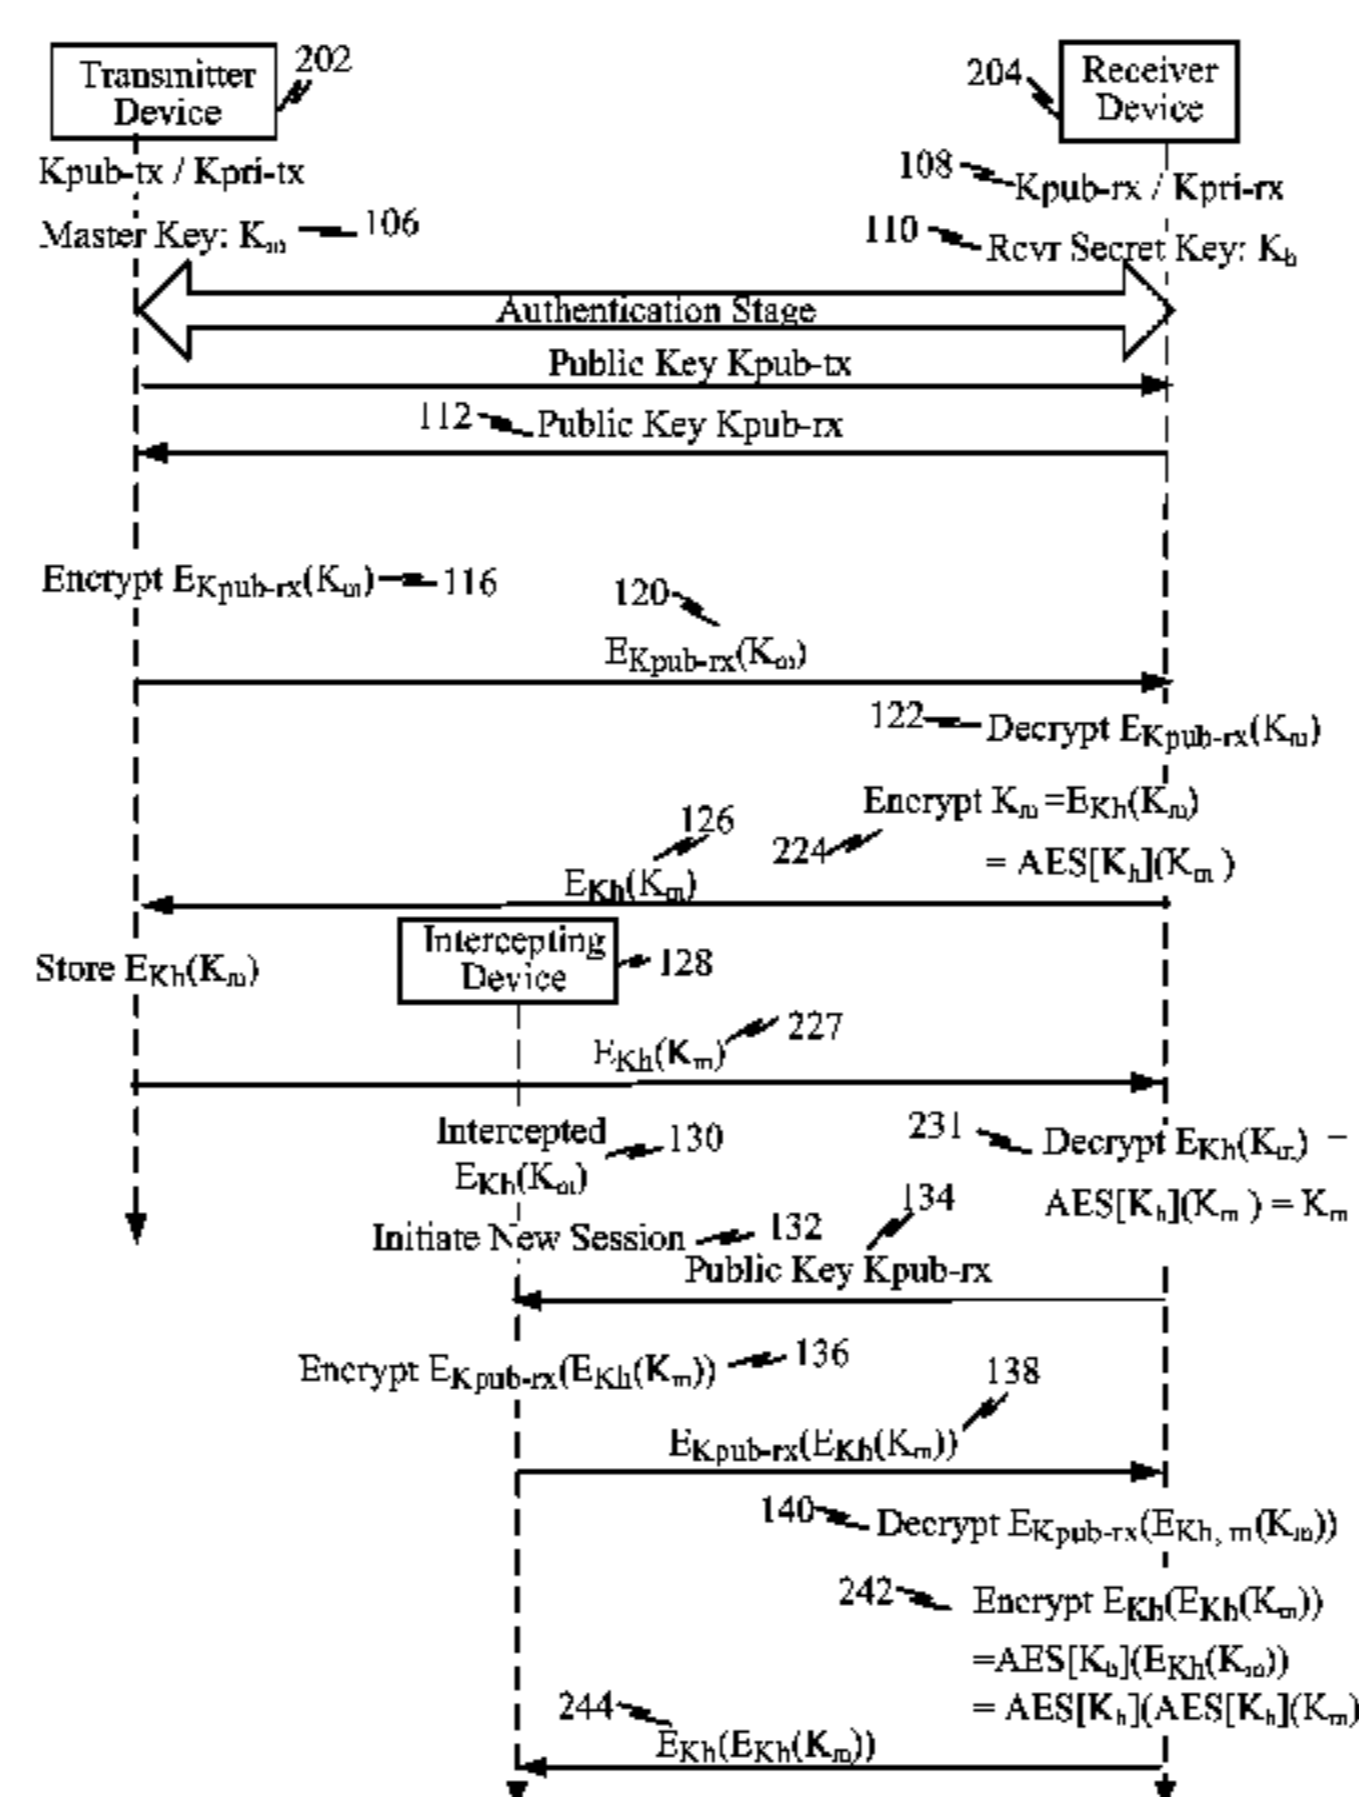 Transmitter
Device
202
204
Receiver
Device
Kpub-tx / Kpri-tx
108
Kpub-rx / Kpri-rx
Master Key: Km
106
110
Rcvr Secret Key: Kh
Authentication Stage
Public Key Kpub-tx
112
Public Key Kpub-rx
Encrypt EKpub-rx(Km)
116
120
EKpub-rx(Km)
122
Decrypt EKpub-rx(Km)
Encrypt Km =EKh(Km)
126
224
= AES[Kh](Km )
EKh(Km)
Intercepting
Device
128
Store EKh(Km)
227
EKh(Km)
Intercepted
130
231
Decrypt EKh(Km) =
EKh(Km)
134
AES[Kh](Km ) = Km
Initiate New Session
132
Public Key Kpub-rx
Encrypt EKpub-rx(EKh(Km))
136
138
EKpub-rx(EKh(Km))
140
Decrypt EKpub-rx(EKh, m(Km))
242
Encrypt EKh(EKh(Km))
=AES[Kh](EKh(Km))
= AES[Kh](AES[Kh](Km)
244
EKh(EKh(Km))